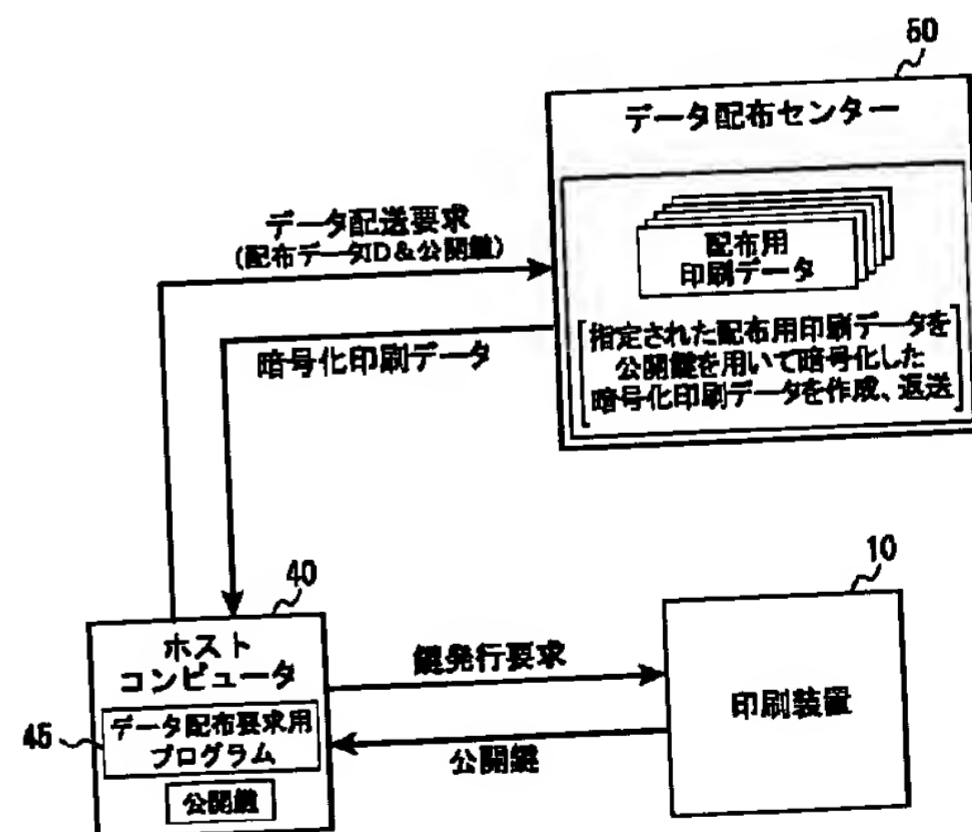 50
データ配布センター
データ配送要求
(配布データID&公開鍵)
配布用
印刷データ
暗号化印刷データ
指定された配布用印刷データを
公開鍵を用いて暗号化した
暗号化印刷データを作成、返送
40
10
ホスト
コンピュータ
鍵発行要求
印刷装置
45
データ配布要求用
プログラム
公開鍵
公開鍵